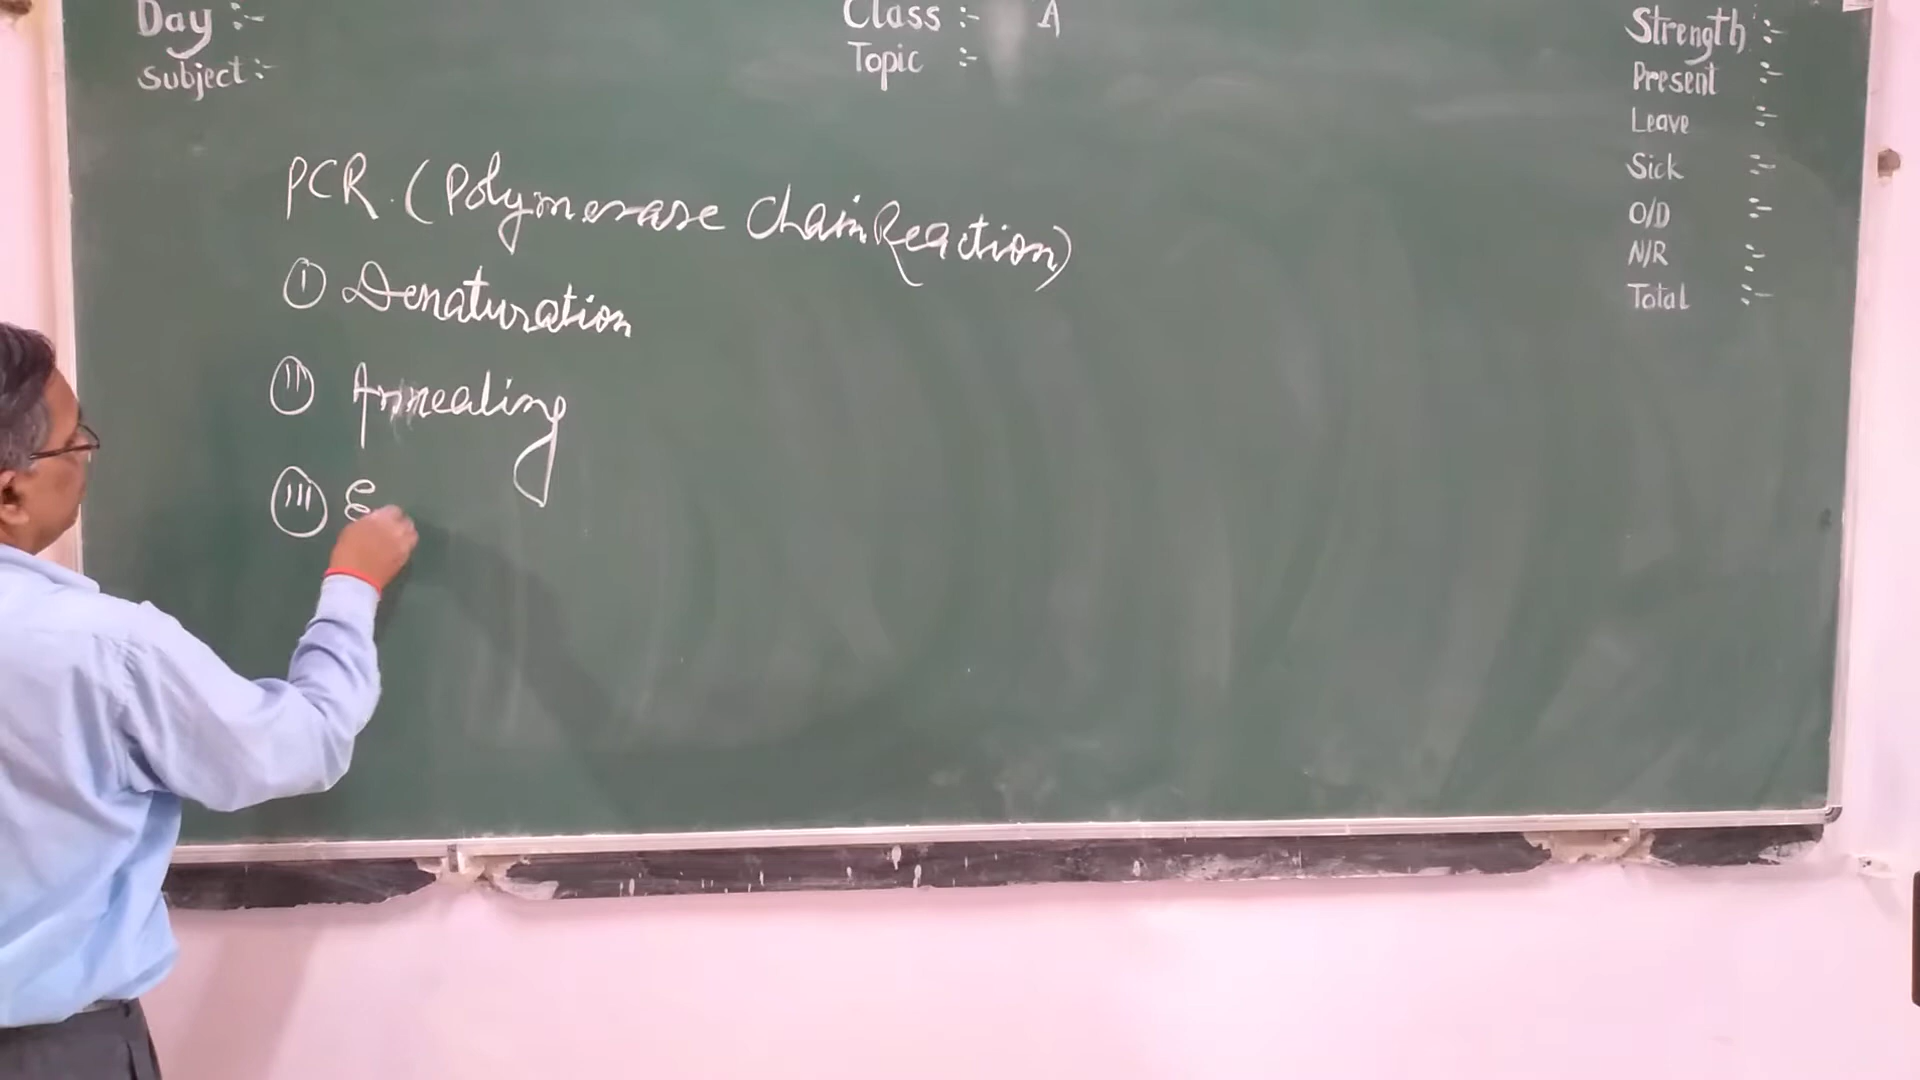 Day :-
Subject :-
Class :- A
Topic :-
Strength :-
Present :-
Leave :-
Sick :-
O/D :-
N/R :-
Total :-
PCR. (Polymerase Chain Reaction)
(i) Denaturation
(ii) Annealing
(iii) E